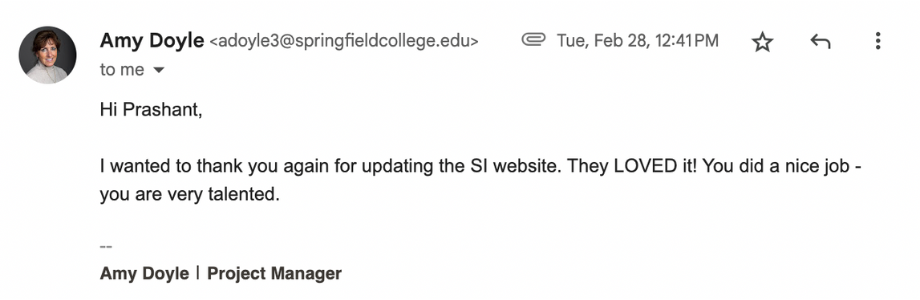 Amy Doyle <adoyle3@springfieldcollege.edu> Tue, Feb 28, 12:41 PM
to me
Hi Prashant,
I wanted to thank you again for updating the SI website. They LOVED it! You did a nice job -
you are very talented.
--
Amy Doyle | Project Manager